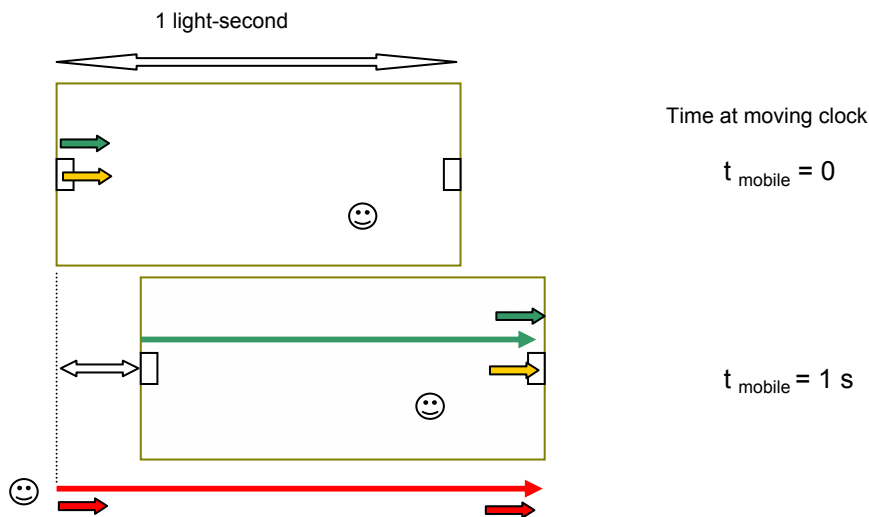 1 light-second
Time at moving clock
t mobile = 0
t mobile = 1 s